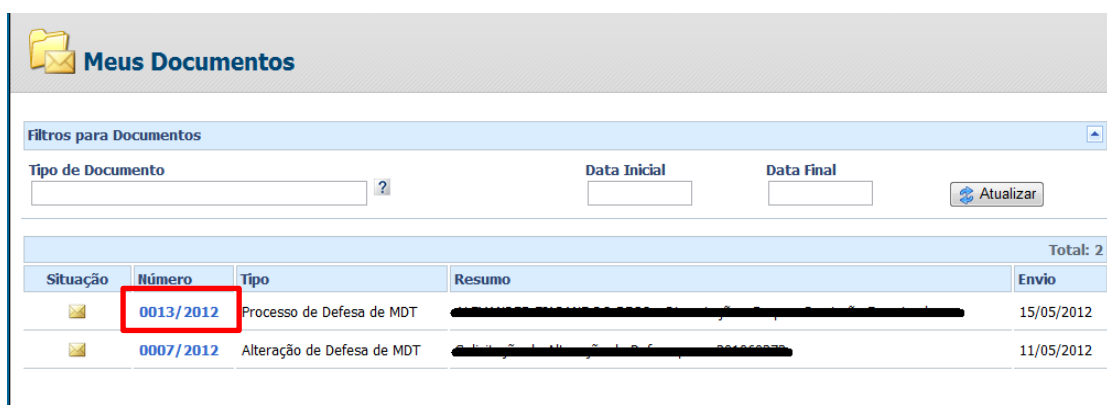 Meus Documentos
Filtros para Documentos
Tipo de Documento Data Inicial Data Final
? Atualizar
Total: 2
Situação Número Tipo Resumo Envio
0013/2012 Processo de Defesa de MDT 15/05/2012
0007/2012 Alteração de Defesa de MDT 11/05/2012